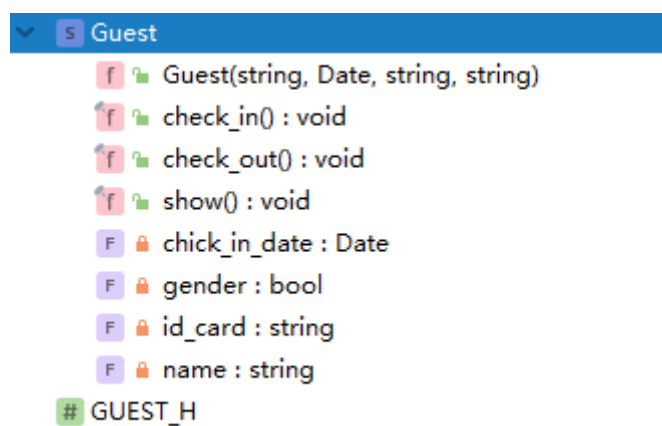 S Guest
f Guest(string, Date, string, string)
f check_in() : void
f check_out() : void
f show() : void
F chick_in_date : Date
F gender : bool
F id_card : string
F name : string
# GUEST_H